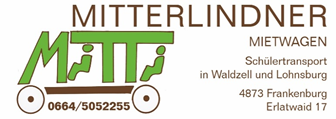 MITTERLINDNER
MiTTi
MIETWAGEN
Schülertransport
in Waldzell und Lohnsburg
0664/5052255
4873 Frankenburg
Erlatwaid 17